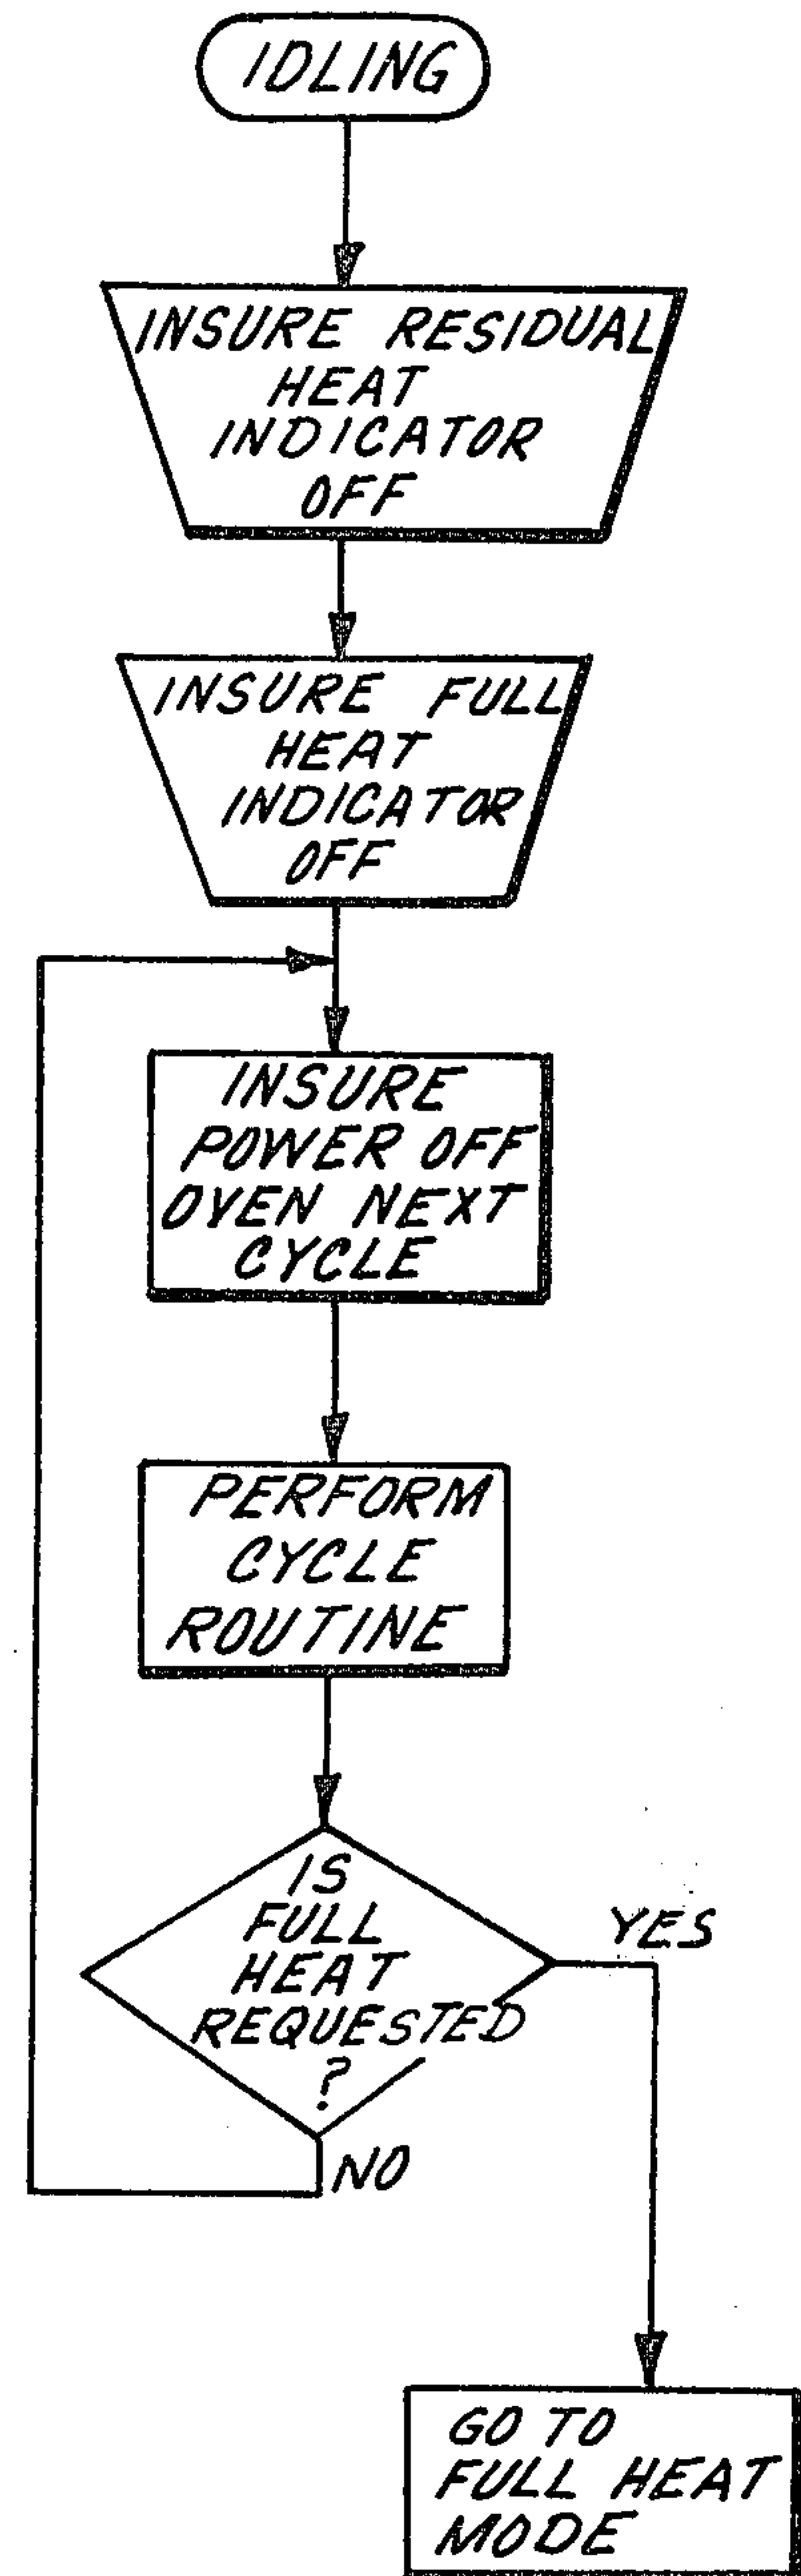 IDLING
INSURE RESIDUAL
HEAT
INDICATOR
OFF
INSURE FULL
HEAT
INDICATOR
OFF
INSURE
POWER OFF
OVEN NEXT
CYCLE
PERFORM
CYCLE
ROUTINE
IS
FULL
HEAT
REQUESTED
?
YES
NO
GO TO
FULL HEAT
MODE